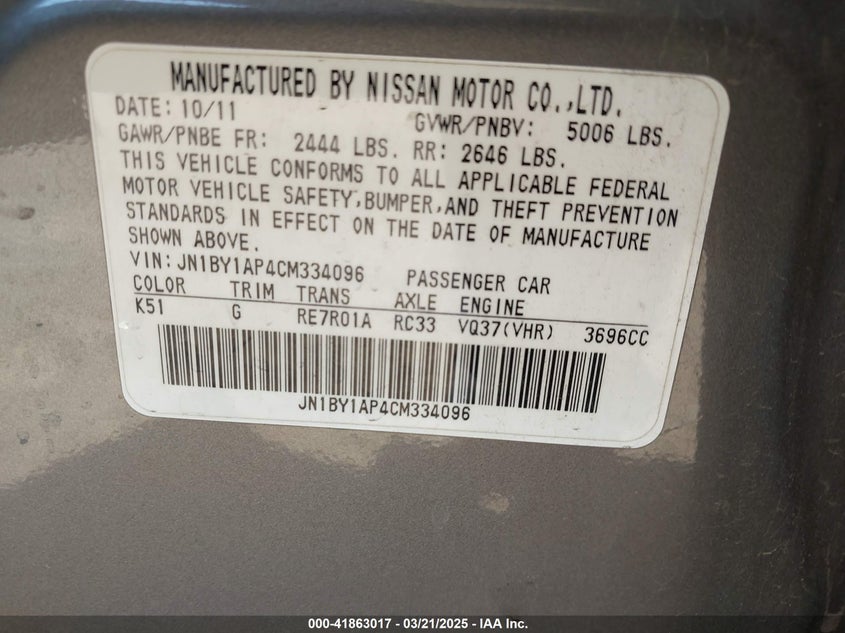 MANUFACTURED BY NISSAN MOTOR CO.,LTD.
DATE: 10/11 GVWR/PNBV: 5006 LBS.
GAWR/PNBE FR: 2444 LBS. RR: 2646 LBS.
THIS VEHICLE CONFORMS TO ALL APPLICABLE FEDERAL
MOTOR VEHICLE SAFETY,BUMPER,AND THEFT PREVENTION
STANDARDS IN EFFECT ON THE DATE OF MANUFACTURE
SHOWN ABOVE.
VIN: JN1BY1AP4CM334096 PASSENGER CAR
COLOR TRIM TRANS AXLE ENGINE
K51 G RE7R01A RC33 VQ37(VHR) 3696CC
JN1BY1AP4CM334096
000-41863017 - 03/21/2025 - IAA Inc.